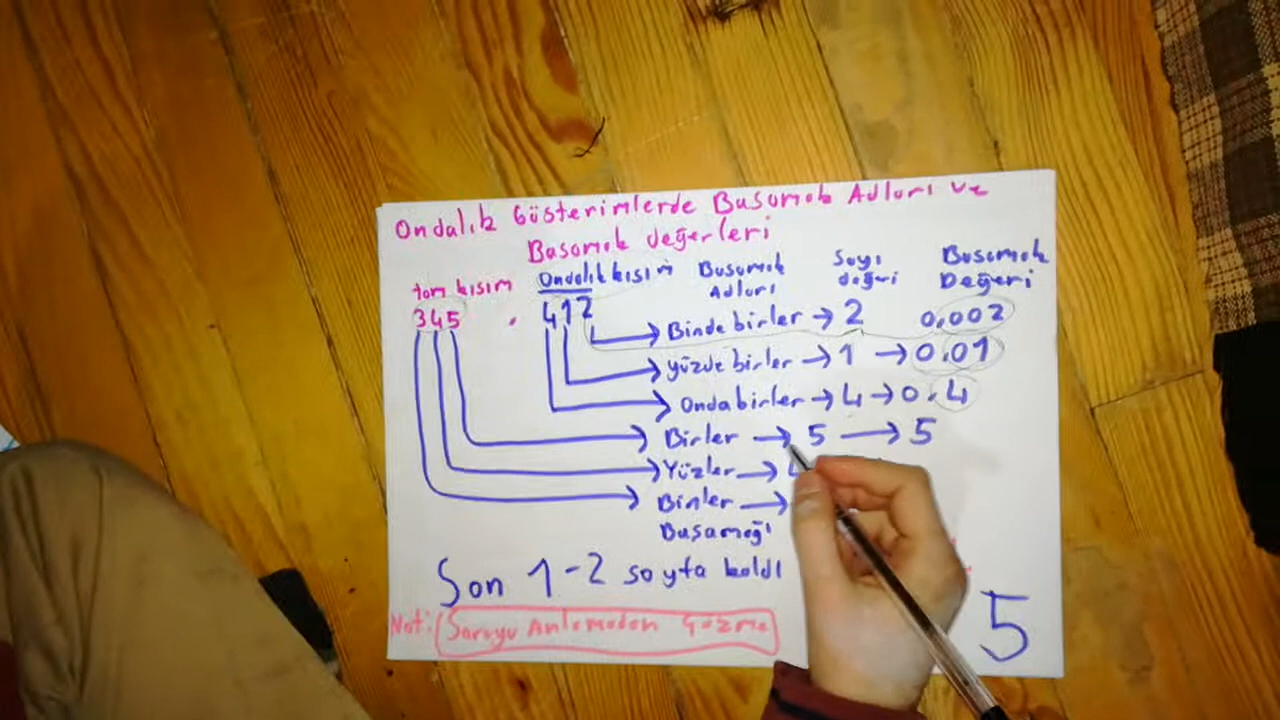 Ondalık Gösterimlerde Basamak Adları ve
Basamak değerleri
tam kısım Ondalık kısım Basamak Adları Sayı değeri Basamak Değeri
345 , 412
Binde birler → 2 0,002
yüzde birler → 1 → 0,01
Onda birler → 4 → 0,4
Birler → 5 → 5
Yüzler → 4
Binler →
Basamağı
Son 1-2 sayfa kaldı
Not: Soruyu Anlamadan Çözme
5